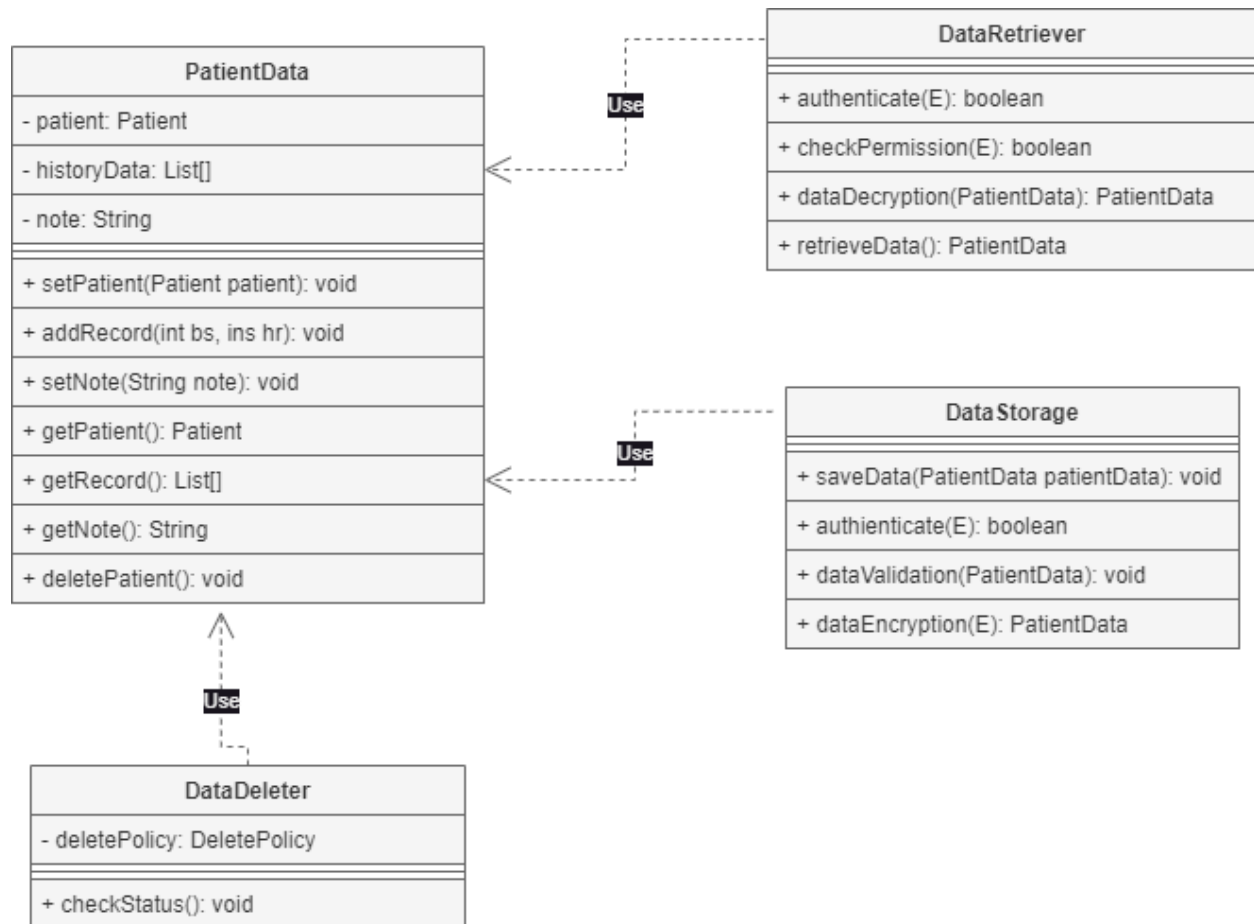 PatientData
- patient: Patient
- historyData: List[]
- note: String
+ setPatient(Patient patient): void
+ addRecord(int bs, ins hr): void
+ setNote(String note): void
+ getPatient(): Patient
+ getRecord(): List[]
+ getNote(): String
+ deletePatient(): void
Use
DataRetriever
+ authenticate(E): boolean
+ checkPermission(E): boolean
+ dataDecryption(PatientData): PatientData
+ retrieveData(): PatientData
Use
DataStorage
+ saveData(PatientData patientData): void
+ authienticate(E): boolean
+ dataValidation(PatientData): void
+ dataEncryption(E): PatientData
Use
DataDeleter
- deletePolicy: DeletePolicy
+ checkStatus(): void